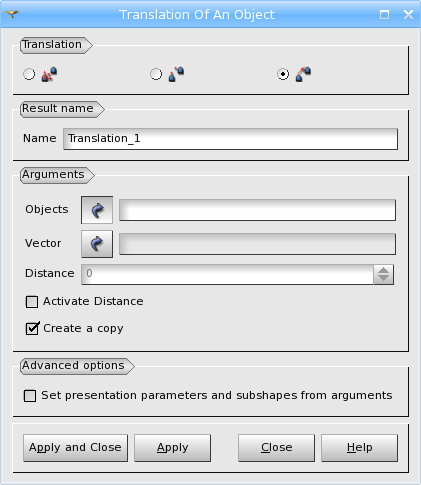 Translation Of An Object
Translation
Result name
Name Translation_1
Arguments
Objects
Vector
Distance 0
Activate Distance
Create a copy
Advanced options
Set presentation parameters and subshapes from arguments
Apply and Close Apply Close Help